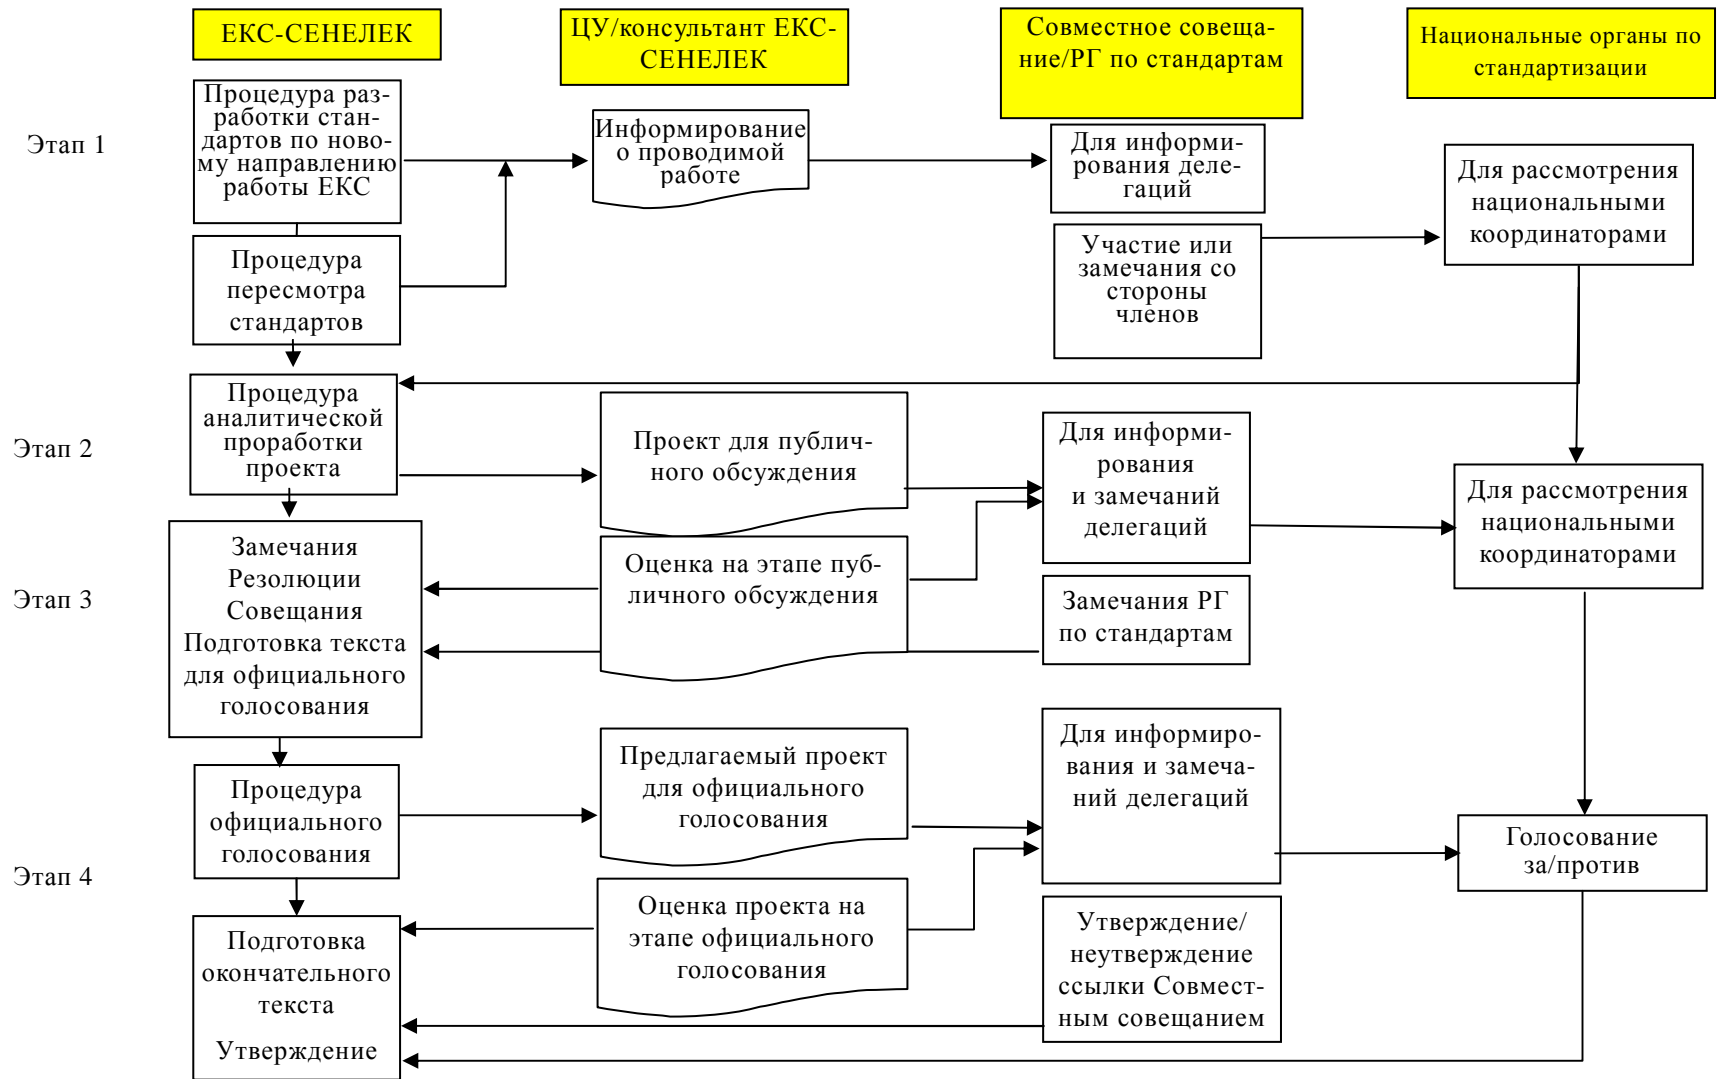 ЕКС-СЕНЕЛЕК
ЦУ/консультант ЕКС-
СЕНЕЛЕК
Совместное совеща-
ние/РГ по стандартам
Национальные органы по
стандартизации
Этап 1
Процедура раз-
работки стан-
дартов по ново-
му направлению
работы ЕКС
Информирование
о проводимой
работе
Для информи-
рования деле-
гаций
Для рассмотрения
национальными
координаторами
Процедура
пересмотра
стандартов
Участие или
замечания со
стороны
членов
Этап 2
Процедура
аналитической
проработки
проекта
Проект для публич-
ного обсуждения
Для информи-
рования
и замечаний
делегаций
Для рассмотрения
национальными
координаторами
Этап 3
Замечания
Резолюции
Совещания
Подготовка текста
для официального
голосования
Оценка на этапе пуб-
личного обсуждения
Замечания РГ
по стандартам
Процедура
официального
голосования
Предлагаемый проект
для официального
голосования
Для информиро-
вания и замеча-
ний делегаций
Голосование
за/против
Этап 4
Подготовка
окончательного
текста
Утверждение
Оценка проекта на
этапе официального
голосования
Утверждение/
неутверждение
ссылки Совмест-
ным совещанием